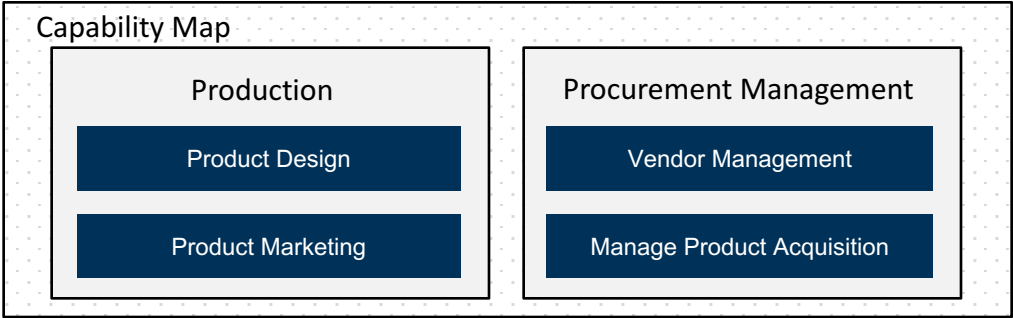 Capability Map
Production
Product Design
Product Marketing
Procurement Management
Vendor Management
Manage Product Acquisition